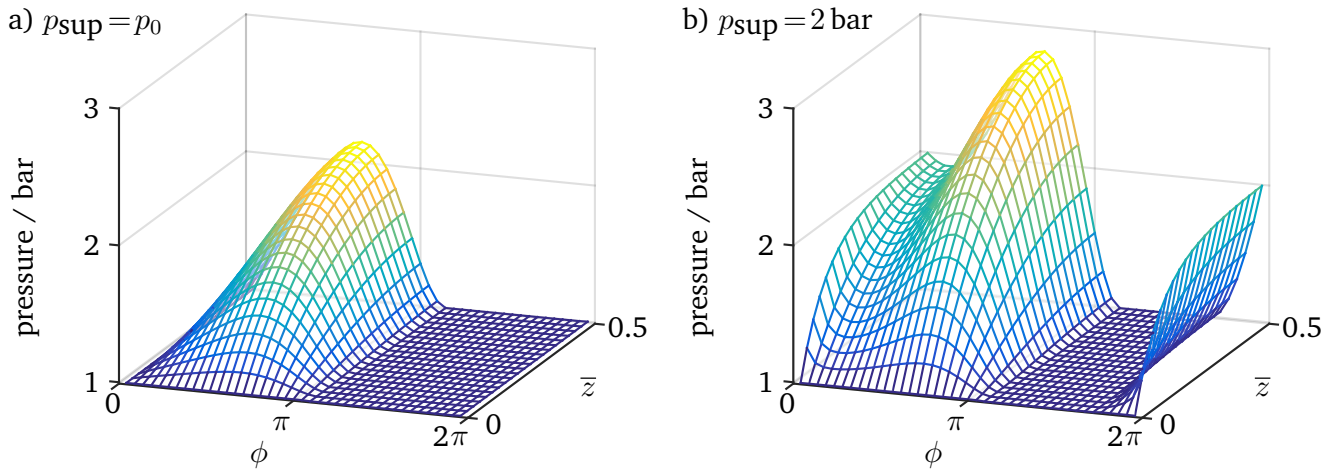 a) p_sup = p_0
3
2
1
pressure / bar
0
π
2π
ϕ
0
0.5
z̅
b) p_sup = 2 bar
3
2
1
pressure / bar
0
π
2π
ϕ
0
0.5
z̅